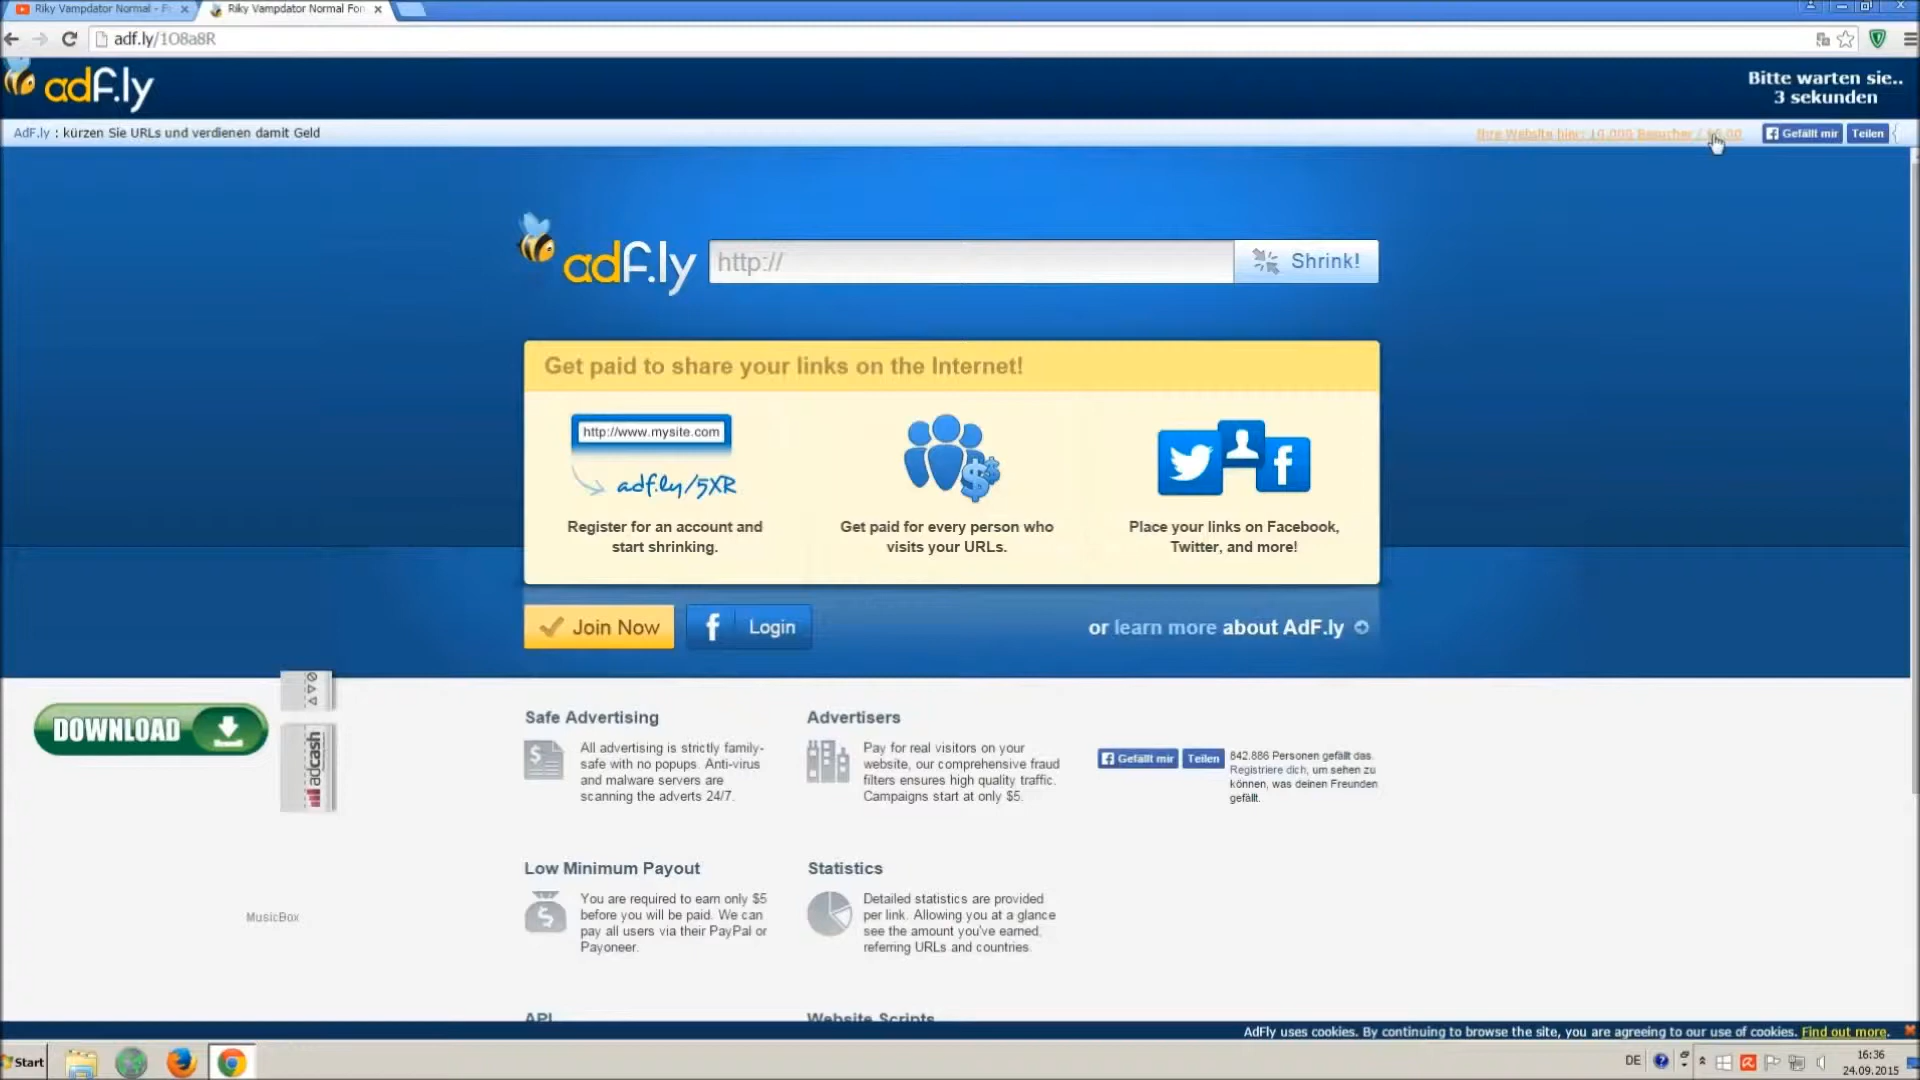 Riky Vampdator Normal - F
Riky Vampdator Normal For
adf.ly/1O8a8R
adf.ly
Bitte warten sie..
3 sekunden
AdF.ly : kürzen Sie URLs und verdienen damit Geld
Ihre Website hier: 10.000 Besucher /
Gefällt mir
Teilen
adf.ly
http://
Shrink!
Get paid to share your links on the Internet!
http://www.mysite.com
adf.ly/5XR
Register for an account and
start shrinking.
Get paid for every person who
visits your URLs.
Place your links on Facebook,
Twitter, and more!
Join Now
Login
or learn more about AdF.ly
DOWNLOAD
adcash
Safe Advertising
All advertising is strictly family-
safe with no popups. Anti-virus
and malware servers are
scanning the adverts 24/7.
Advertisers
Pay for real visitors on your
website, our comprehensive fraud
filters ensures high quality traffic.
Campaigns start at only $5.
Gefällt mir
Teilen
842.886 Personen gefällt das.
Registriere dich, um sehen zu
können, was deinen Freunden
gefällt.
Low Minimum Payout
You are required to earn only $5
before you will be paid. We can
pay all users via their PayPal or
Payoneer.
Statistics
Detailed statistics are provided
per link. Allowing you at a glance
see the amount you've earned,
referring URLs and countries.
MusicBox
API
Website Scripts
AdFly uses cookies. By continuing to browse the site, you are agreeing to our use of cookies. Find out more.
Start
DE
16:36
24.09.2015